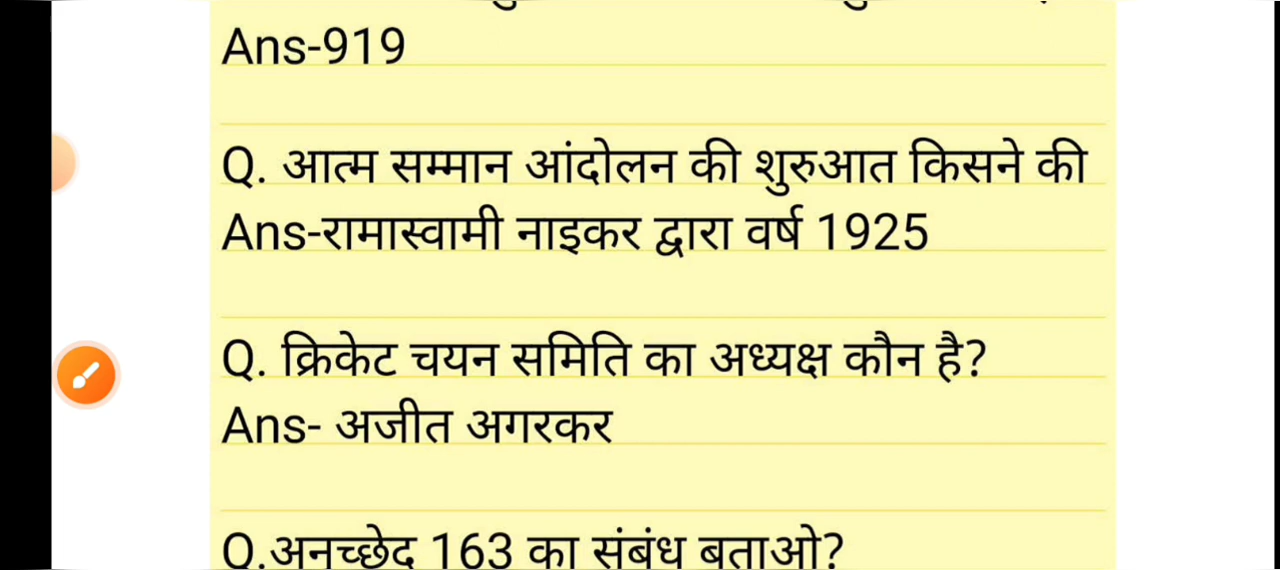 Ans-919
Q. आत्म सम्मान आंदोलन की शुरुआत किसने की
Ans-रामास्वामी नाइकर द्वारा वर्ष 1925
Q. क्रिकेट चयन समिति का अध्यक्ष कौन है?
Ans- अजीत अगरकर
Q.अनुच्छेद 163 का संबंध बताओ?